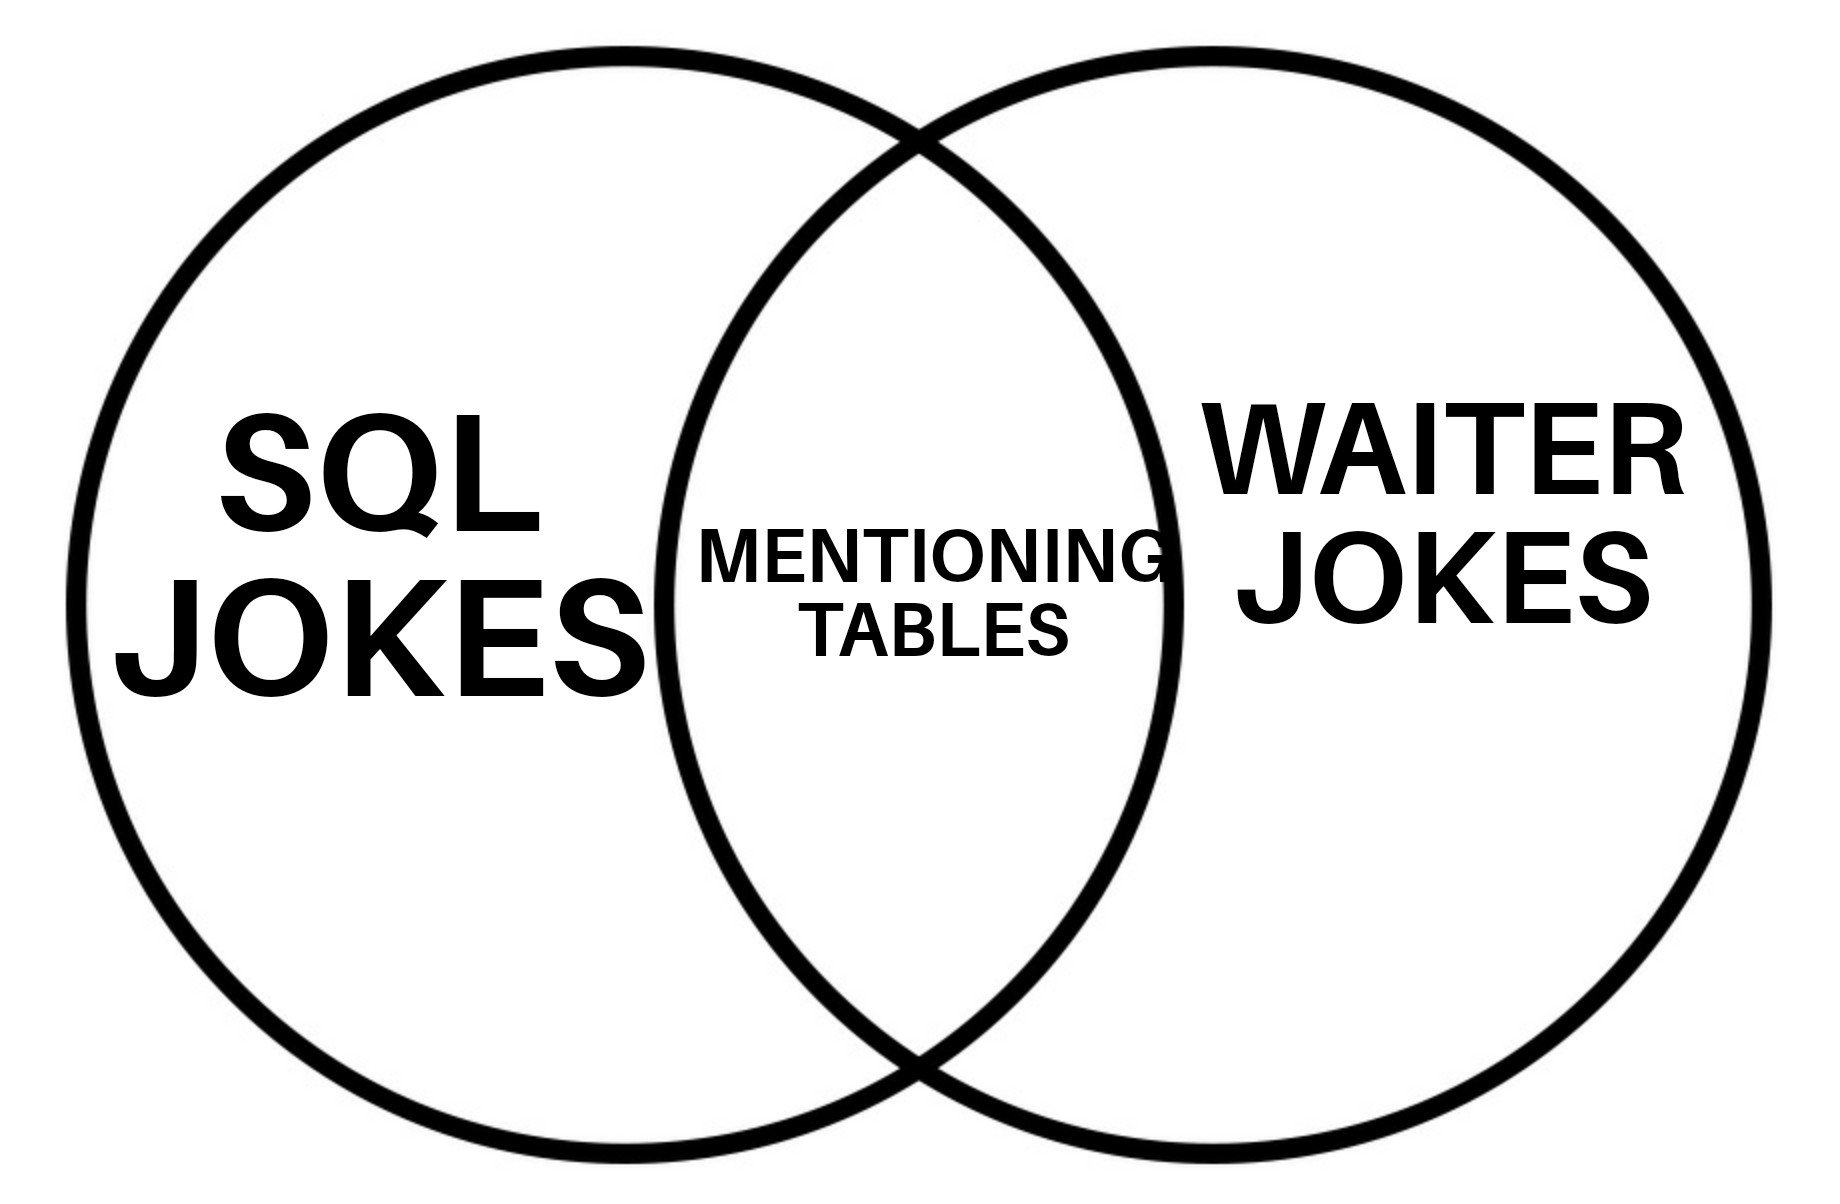 SQL
JOKES
MENTIONING
TABLES
WAITER
JOKES